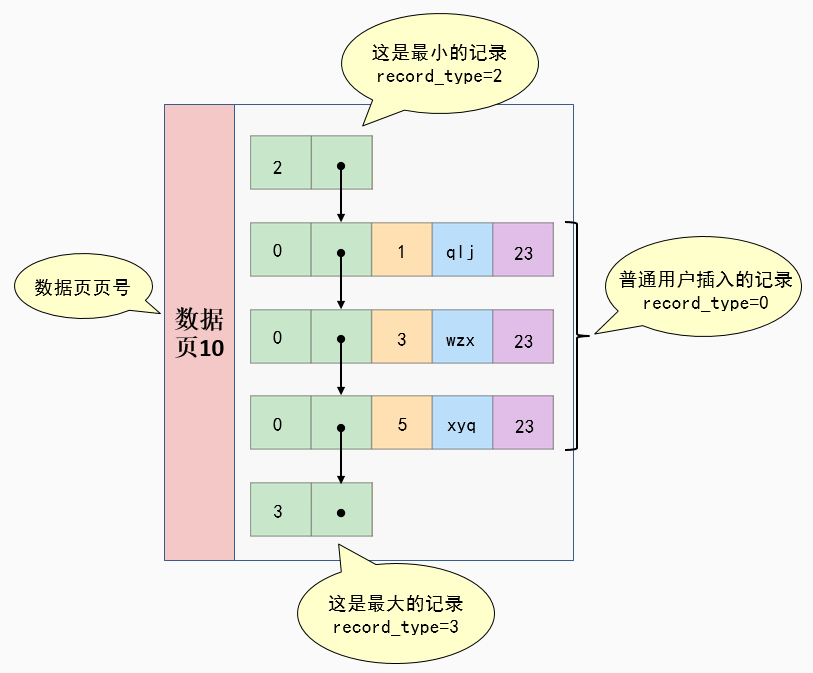 这是最小的记录
record_type=2
2
0 1 qlj 23
普通用户插入的记录
record_type=0
数据页页号
数据
页10
0 3 wzx 23
0 5 xyq 23
3
这是最大的记录
record_type=3